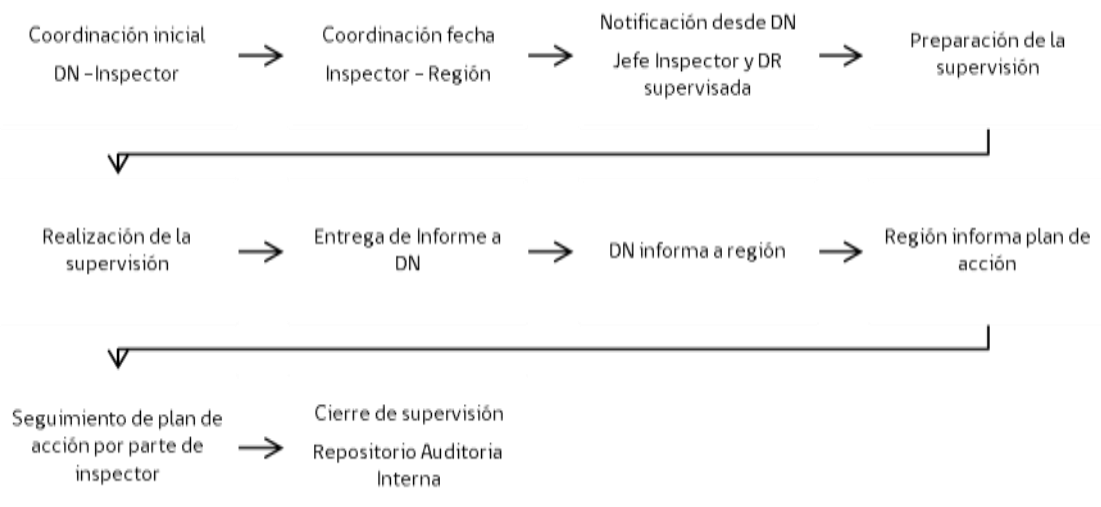 Coordinación inicial
DN –Inspector
Coordinación fecha
Inspector – Región
Notificación desde DN
Jefe Inspector y DR
supervisada
Preparación de la
supervisión
Realización de la
supervisión
Entrega de Informe a
DN
DN informa a región
Región informa plan de
acción
Seguimiento de plan de
acción por parte de
inspector
Cierre de supervisión
Repositorio Auditoria
Interna